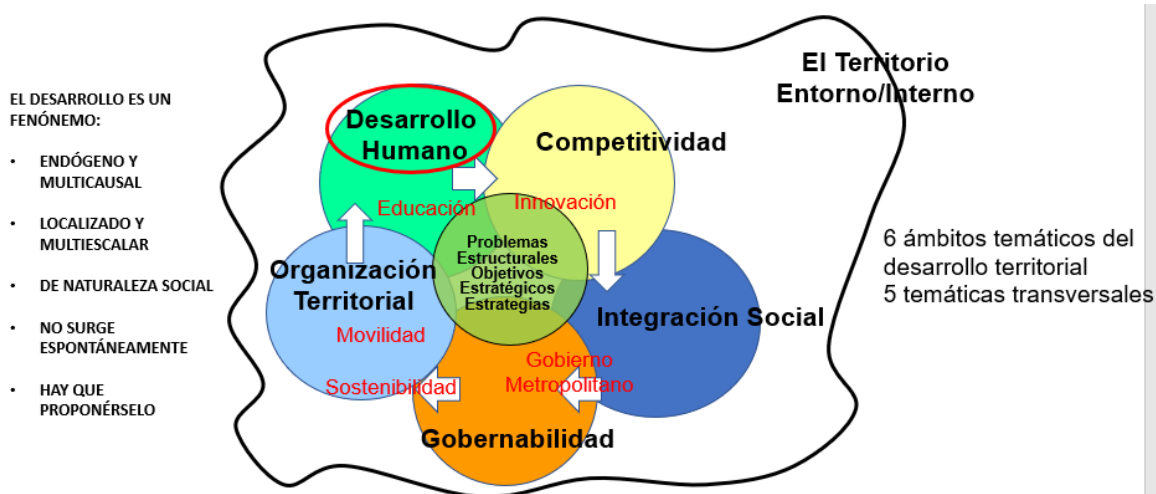 EL DESARROLLO ES UN
FENÓNEMO:
• ENDÓGENO Y
MULTICAUSAL
• LOCALIZADO Y
MULTIESCALAR
• DE NATURALEZA SOCIAL
• NO SURGE
ESPONTÁNEAMENTE
• HAY QUE
PROPONÉRSELO
El Territorio
Entorno/Interno
Desarrollo
Humano
Competitividad
Educación
Innovación
Problemas
Estructurales
Objetivos
Estratégicos
Estrategias
Organización
Territorial
Integración Social
Movilidad
Sostenibilidad
Gobierno
Metropolitano
Gobernabilidad
6 ámbitos temáticos del
desarrollo territorial
5 temáticas transversales